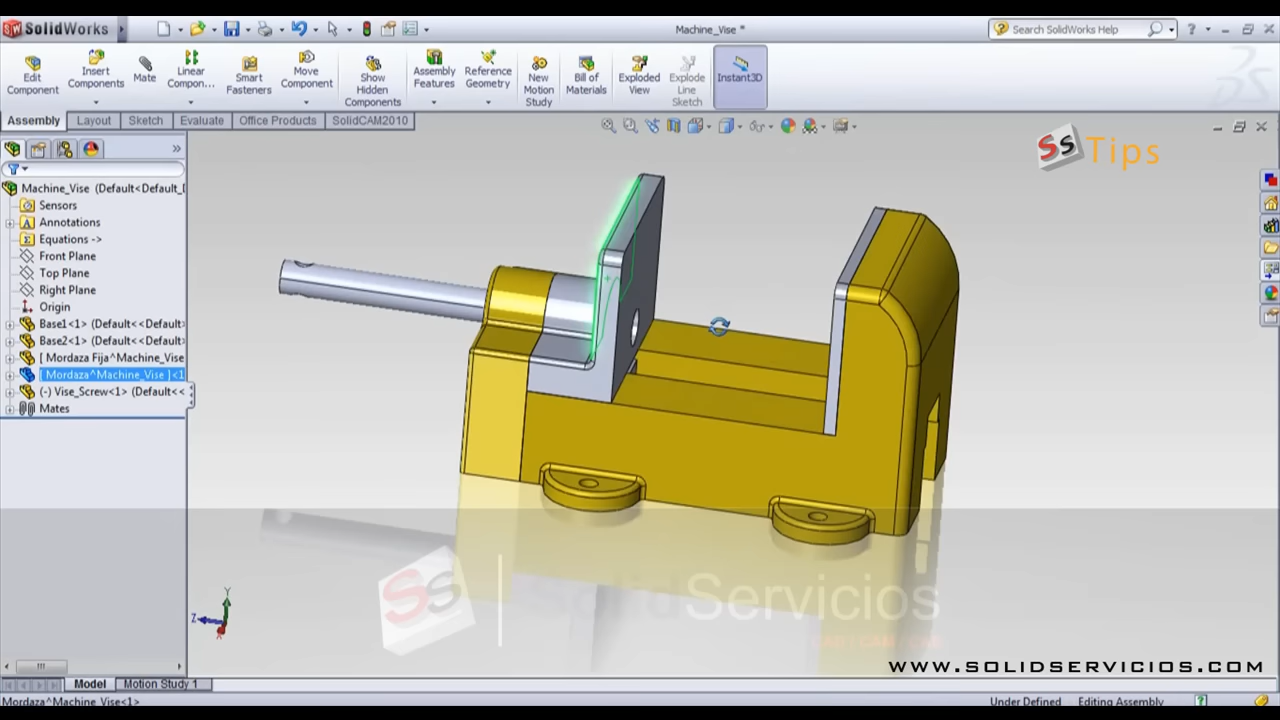 SolidWorks
Machine_Vise *
Search SolidWorks Help
Edit Component
Insert Components
Mate
Linear Compon...
Smart Fasteners
Move Component
Show Hidden Components
Assembly Features
Reference Geometry
New Motion Study
Bill of Materials
Exploded View
Explode Line Sketch
Instant3D
Assembly
Layout
Sketch
Evaluate
Office Products
SolidCAM2010
Ss Tips
Machine_Vise (Default<Default_D
Sensors
Annotations
Equations ->
Front Plane
Top Plane
Right Plane
Origin
Base1<1> (Default<<Default>
Base2<1> (Default<<Default>
[ Mordaza Fija^Machine_Vise
[ Mordaza^Machine_Vise ]<1
(-) Vise_Screw<1> (Default<<
Mates
Y
Z
X
SS SolidServicios
WWW.SOLIDSERVICIOS.COM
Model
Motion Study 1
Mordaza^Machine_Vise<1>
Under Defined
Editing Assembly